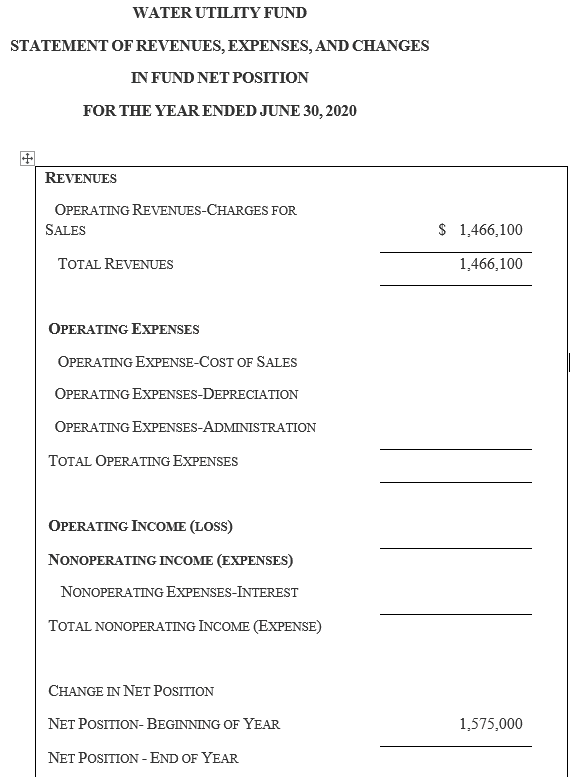 WATER UTILITY FUND
STATEMENT OF REVENUES, EXPENSES, AND CHANGES
IN FUND NET POSITION
FOR THE YEAR ENDED JUNE 30, 2020
REVENUES
OPERATING REVENUES-CHARGES FOR
SALES $ 1,466,100
TOTAL REVENUES 1,466,100
OPERATING EXPENSES
OPERATING EXPENSE-COST OF SALES
OPERATING EXPENSES-DEPRECIATION
OPERATING EXPENSES-ADMINISTRATION
TOTAL OPERATING EXPENSES
OPERATING INCOME (LOSS)
NONOPERATING INCOME (EXPENSES)
NONOPERATING EXPENSES-INTEREST
TOTAL NONOPERATING INCOME (EXPENSE)
CHANGE IN NET POSITION
NET POSITION- BEGINNING OF YEAR 1,575,000
NET POSITION - END OF YEAR